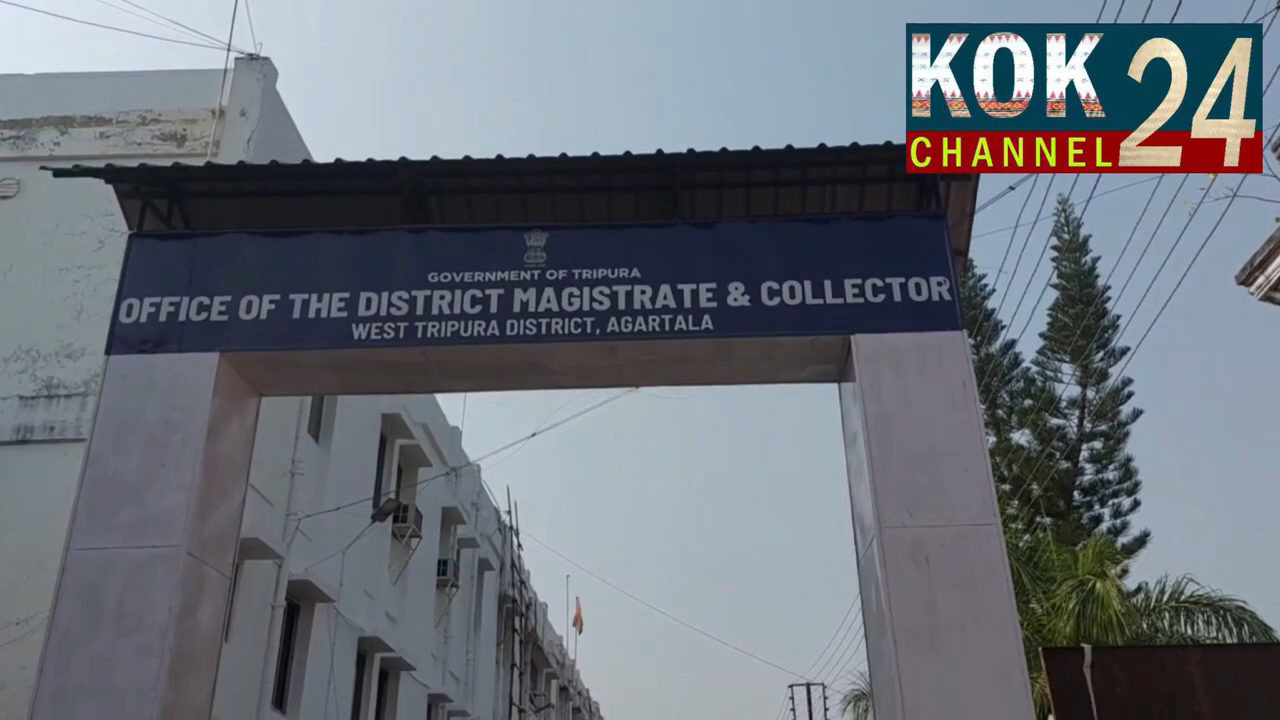 KOK 24
CHANNEL
GOVERNMENT OF TRIPURA
OFFICE OF THE DISTRICT MAGISTRATE & COLLECTOR
WEST TRIPURA DISTRICT, AGARTALA